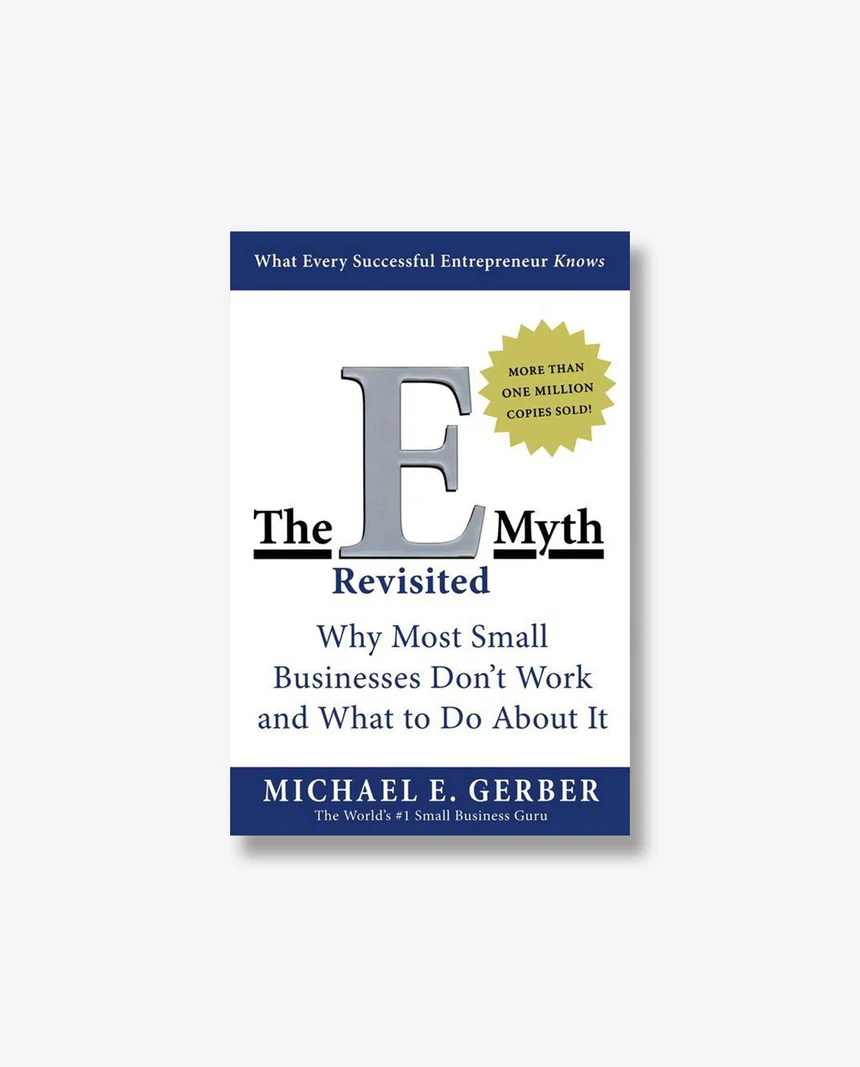 What Every Successful Entrepreneur Knows
MORE THAN
ONE MILLION
COPIES SOLD!
The E Myth
Revisited
Why Most Small
Businesses Don't Work
and What to Do About It
MICHAEL E. GERBER
The World's #1 Small Business Guru